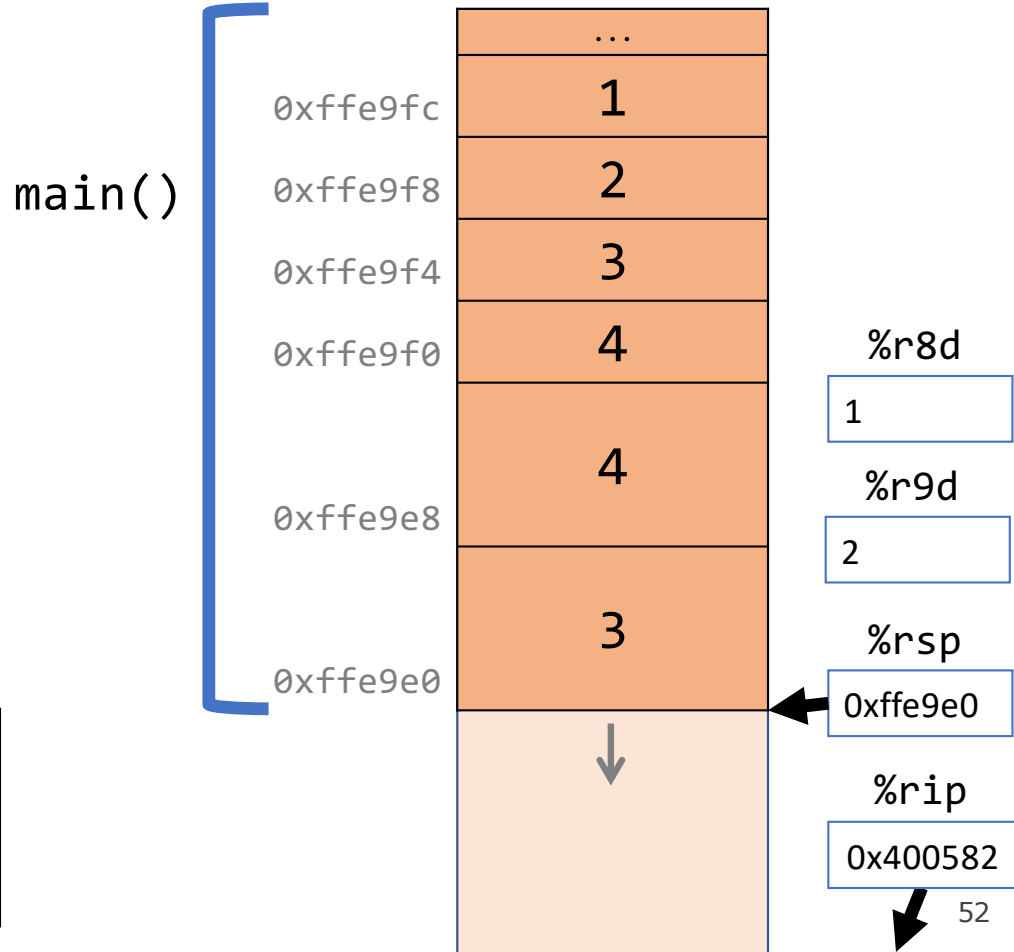 ...
0xffe9fc 1
main() 0xffe9f8 2
0xffe9f4 3
0xffe9f0 4
%r8d
1
4
%r9d
0xffe9e8
2
3
%rsp
0xffe9e0
0xffe9e0
%rip
0x400582
52